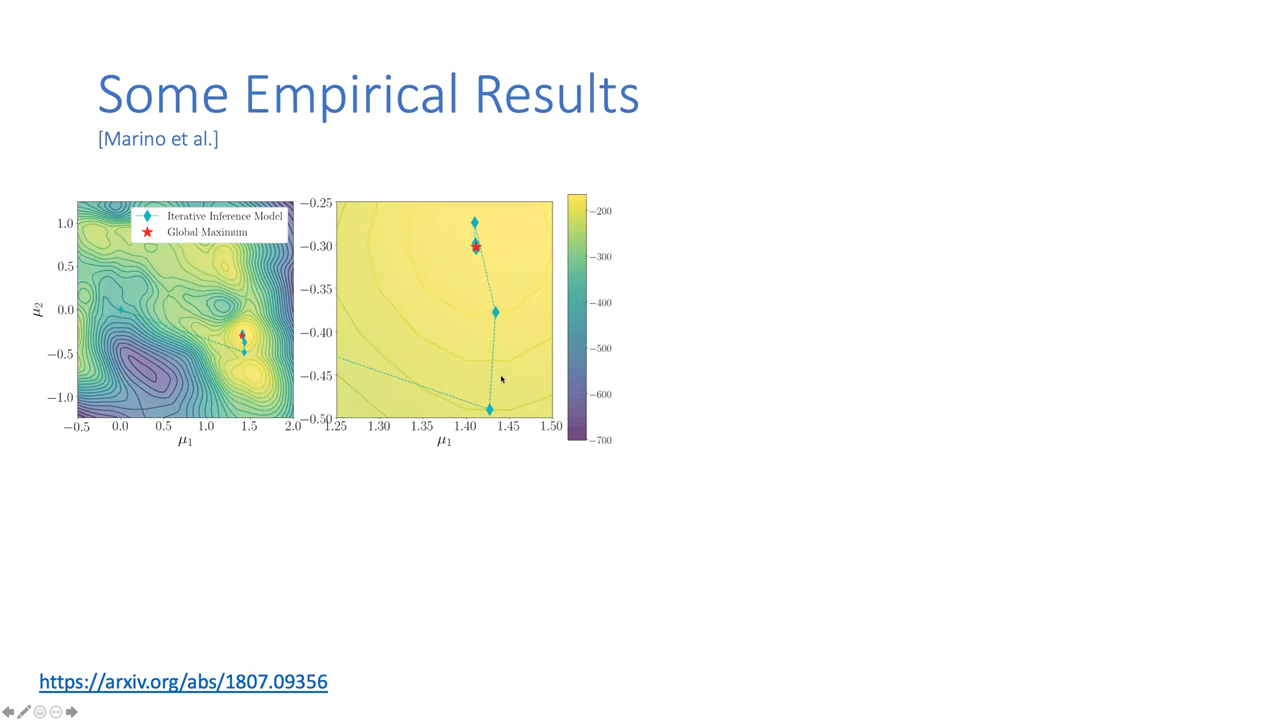 Some Empirical Results
[Marino et al.]
Iterative Inference Model
Global Maximum
1.0
0.5
0.0
−0.5
−1.0
μ2
−0.5 0.0 0.5 1.0 1.5 2.0
μ1
−0.25
−0.30
−0.35
−0.40
−0.45
−0.50
1.25 1.30 1.35 1.40 1.45 1.50
μ1
−200
−300
−400
−500
−600
−700
https://arxiv.org/abs/1807.09356